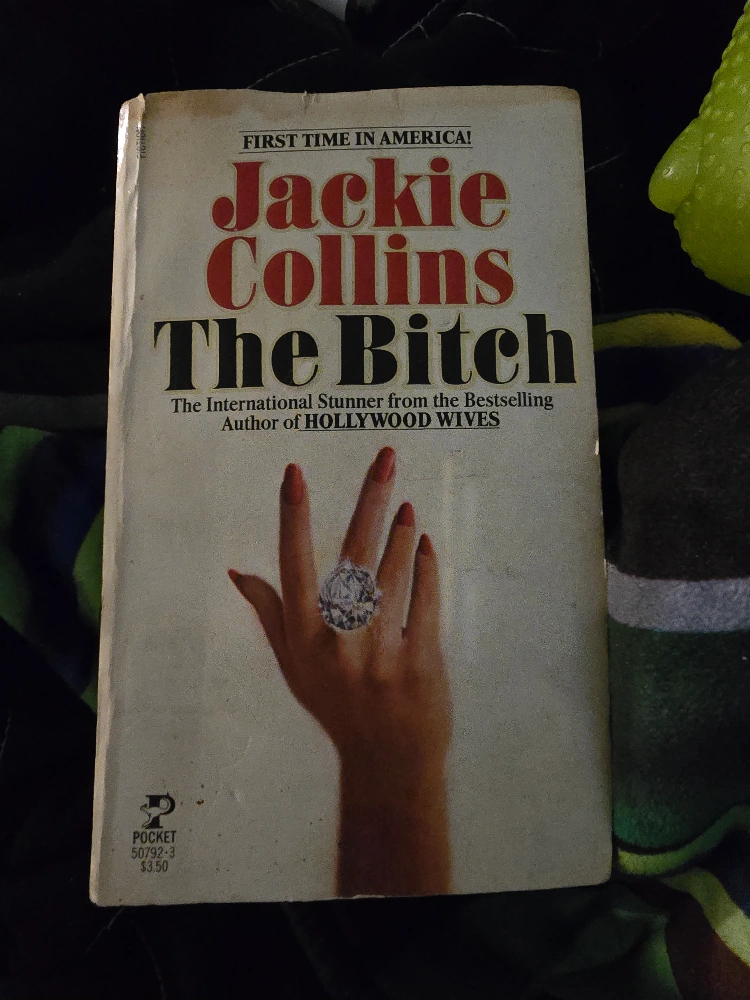 FICTION
FIRST TIME IN AMERICA!
Jackie
Collins
The Bitch
The International Stunner from the Bestselling
Author of HOLLYWOOD WIVES
P
POCKET
50792-3
$3.50